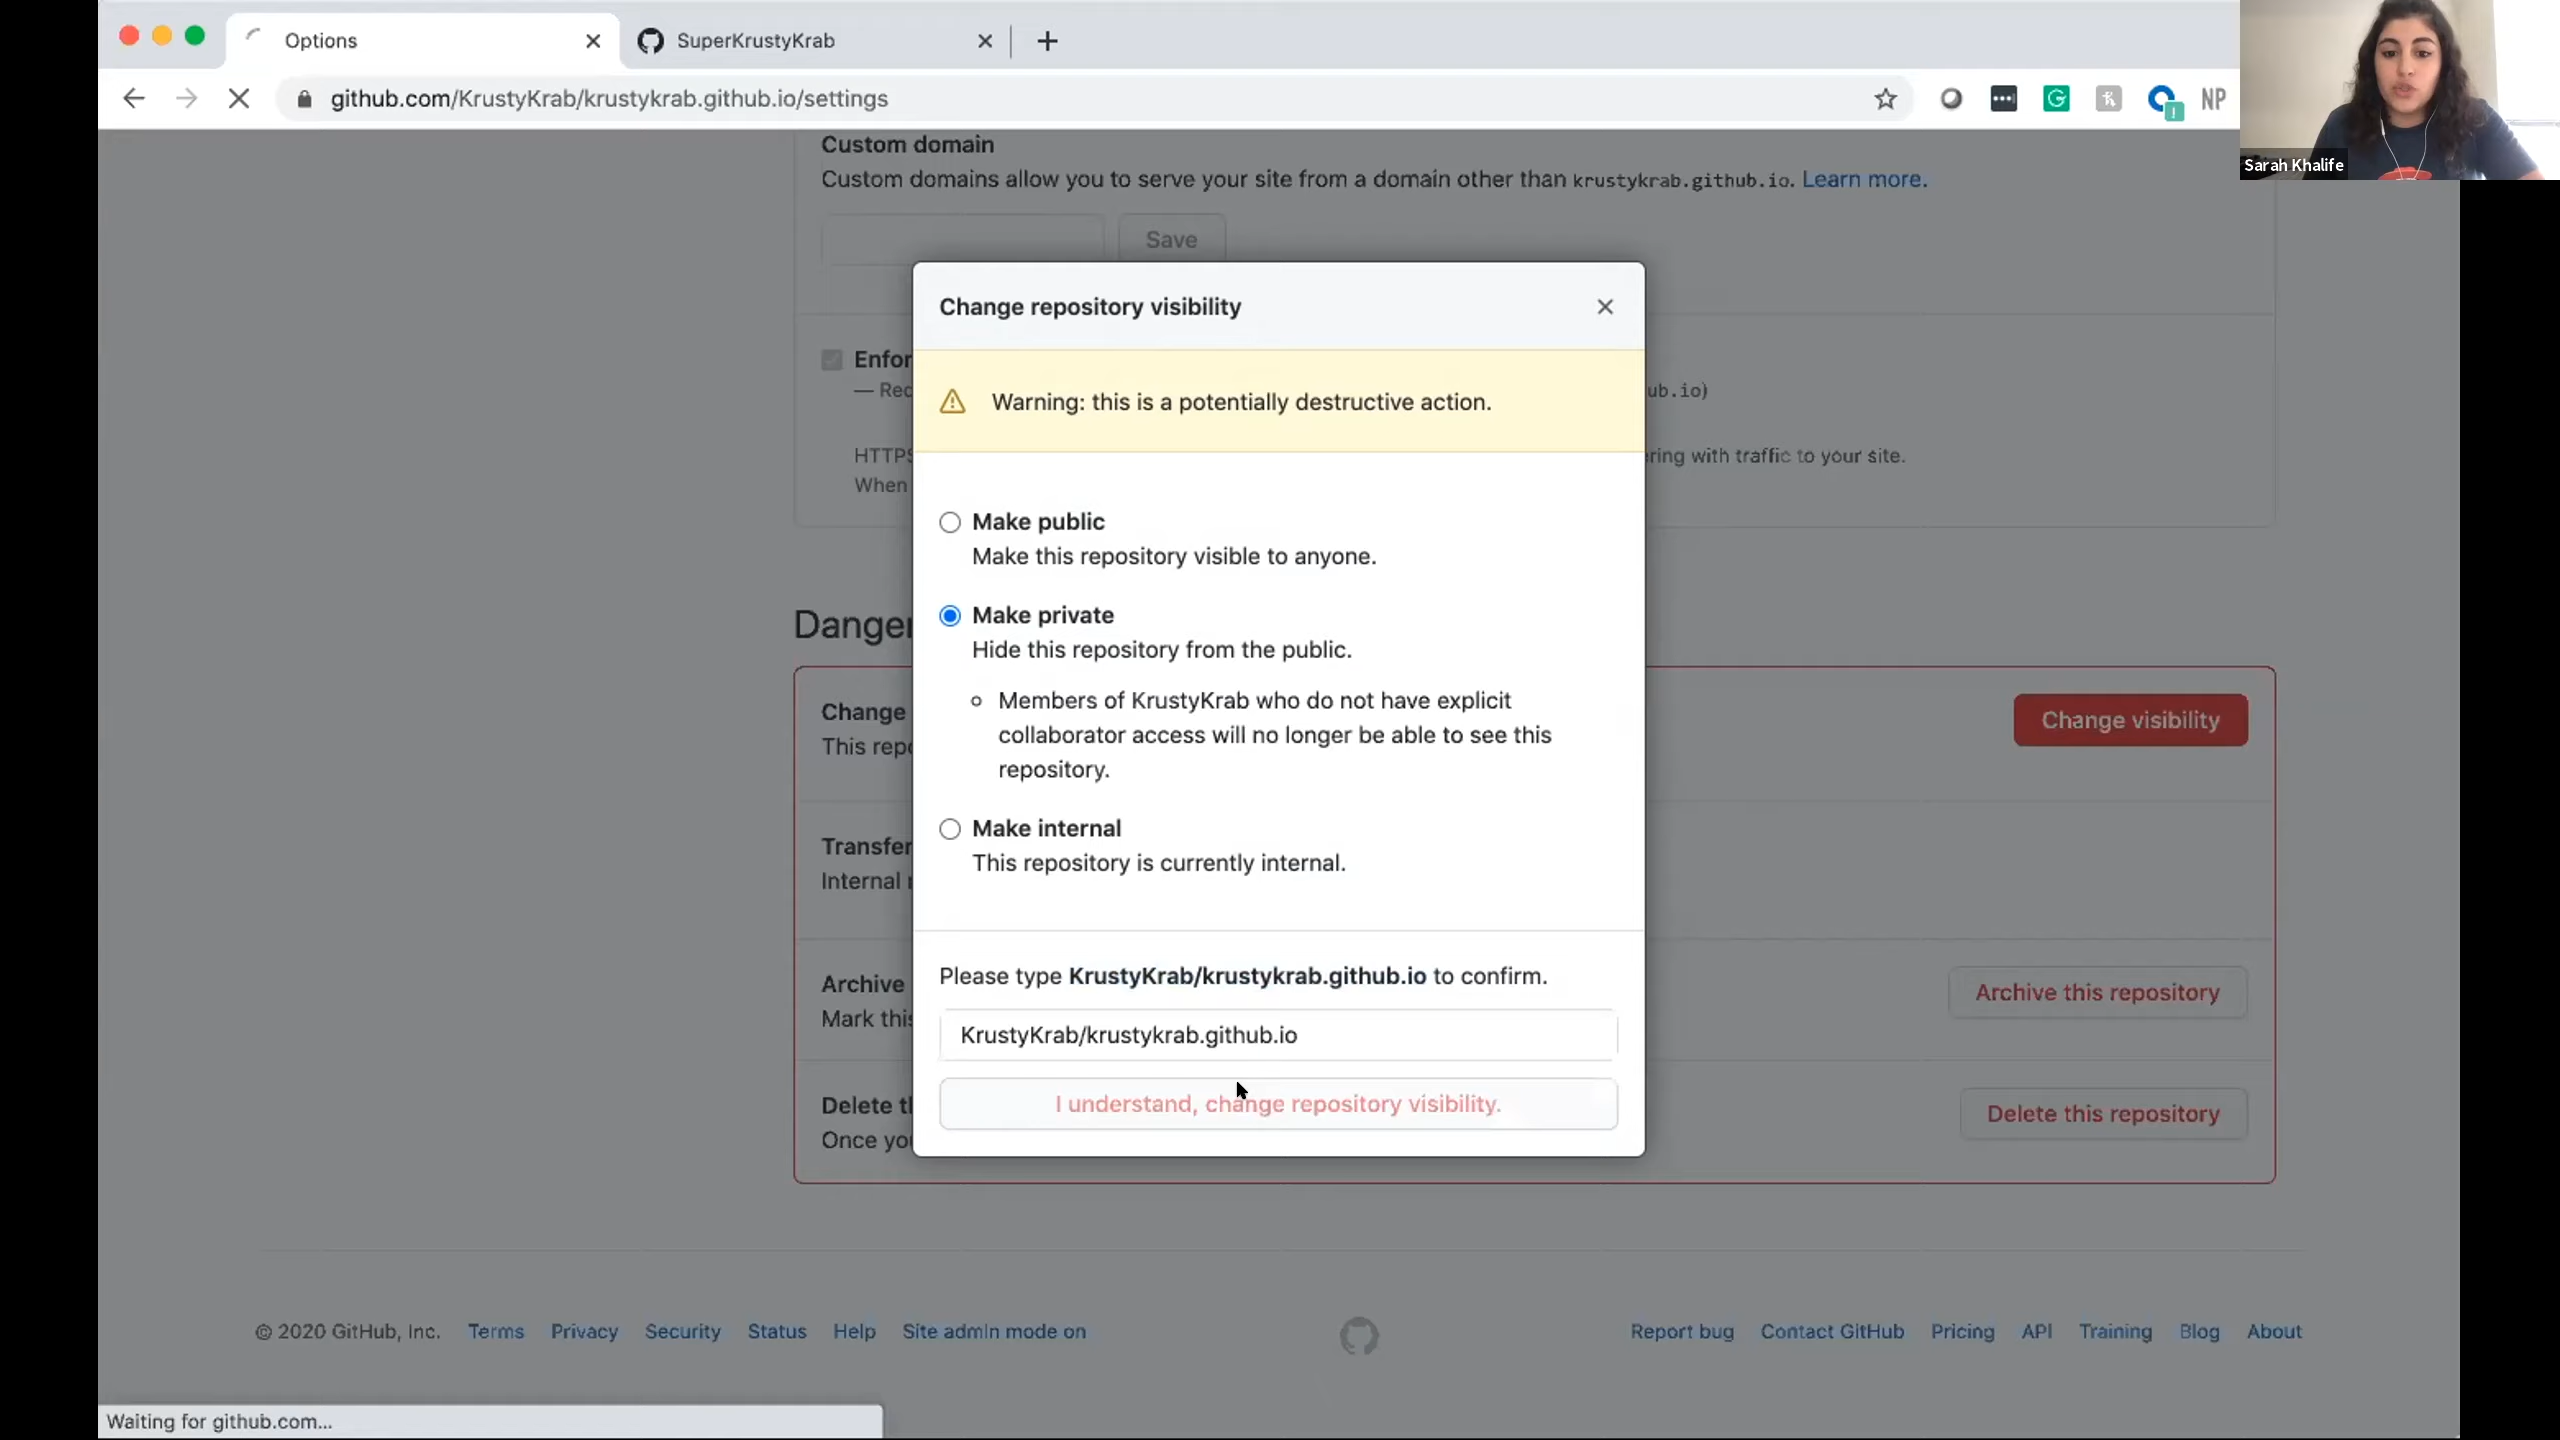 Options
SuperKrustyKrab
github.com/KrustyKrab/krustykrab.github.io/settings
NP
Sarah Khalife
Custom domain
Custom domains allow you to serve your site from a domain other than krustykrab.github.io. Learn more.
Save
Change repository visibility
Warning: this is a potentially destructive action.
Enfor
— Rec
ub.io)
HTTPS
ring with traffic to your site.
When
Make public
Make this repository visible to anyone.
Make private
Hide this repository from the public.
Members of KrustyKrab who do not have explicit
collaborator access will no longer be able to see this
repository.
Make internal
This repository is currently internal.
Danger
Change
This repo
Change visibility
Transfer
Internal
Archive
Mark this
Archive this repository
Delete t
Once yo
Delete this repository
Please type KrustyKrab/krustykrab.github.io to confirm.
KrustyKrab/krustykrab.github.io
I understand, change repository visibility.
© 2020 GitHub, Inc. Terms Privacy Security Status Help Site admin mode on
Report bug Contact GitHub Pricing API Training Blog About
Waiting for github.com...